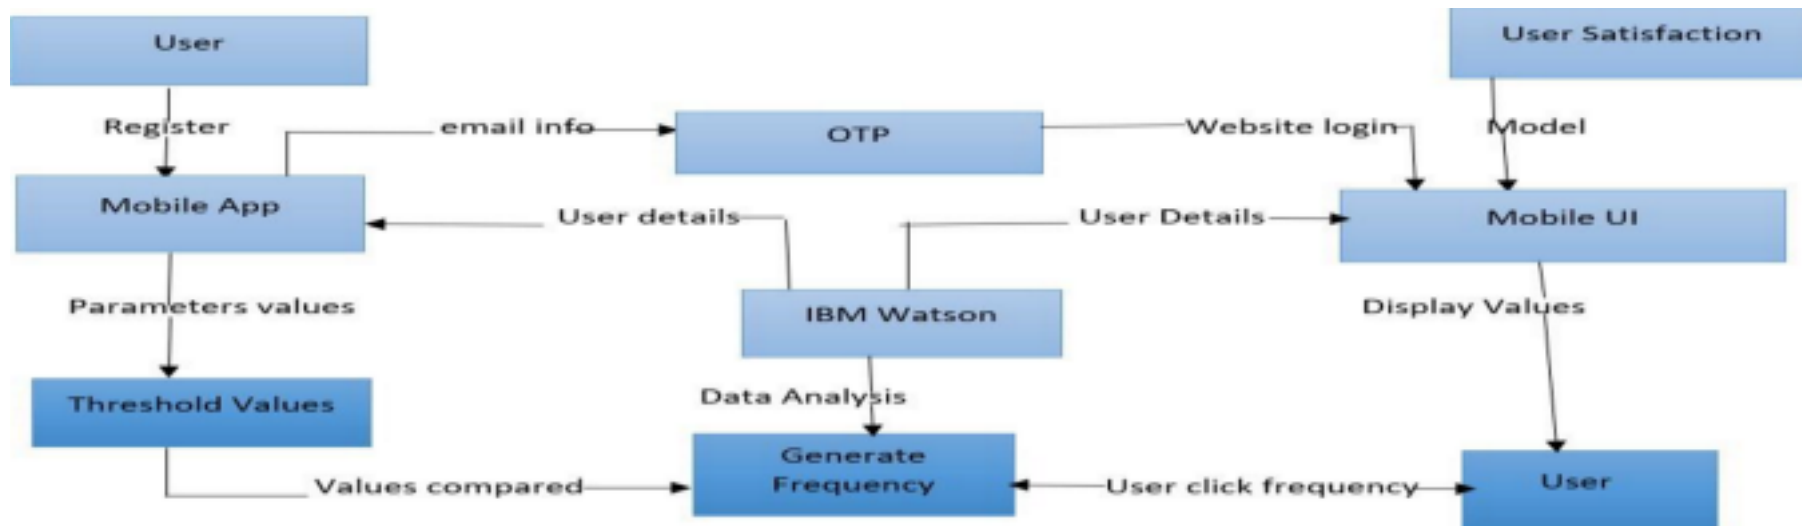 User
User Satisfaction
Register
email info
OTP
Website login
Model
Mobile App
User details
User Details
Mobile UI
Parameters values
IBM Watson
Display Values
Threshold Values
Data Analysis
Generate
Frequency
Values compared
User click frequency
User